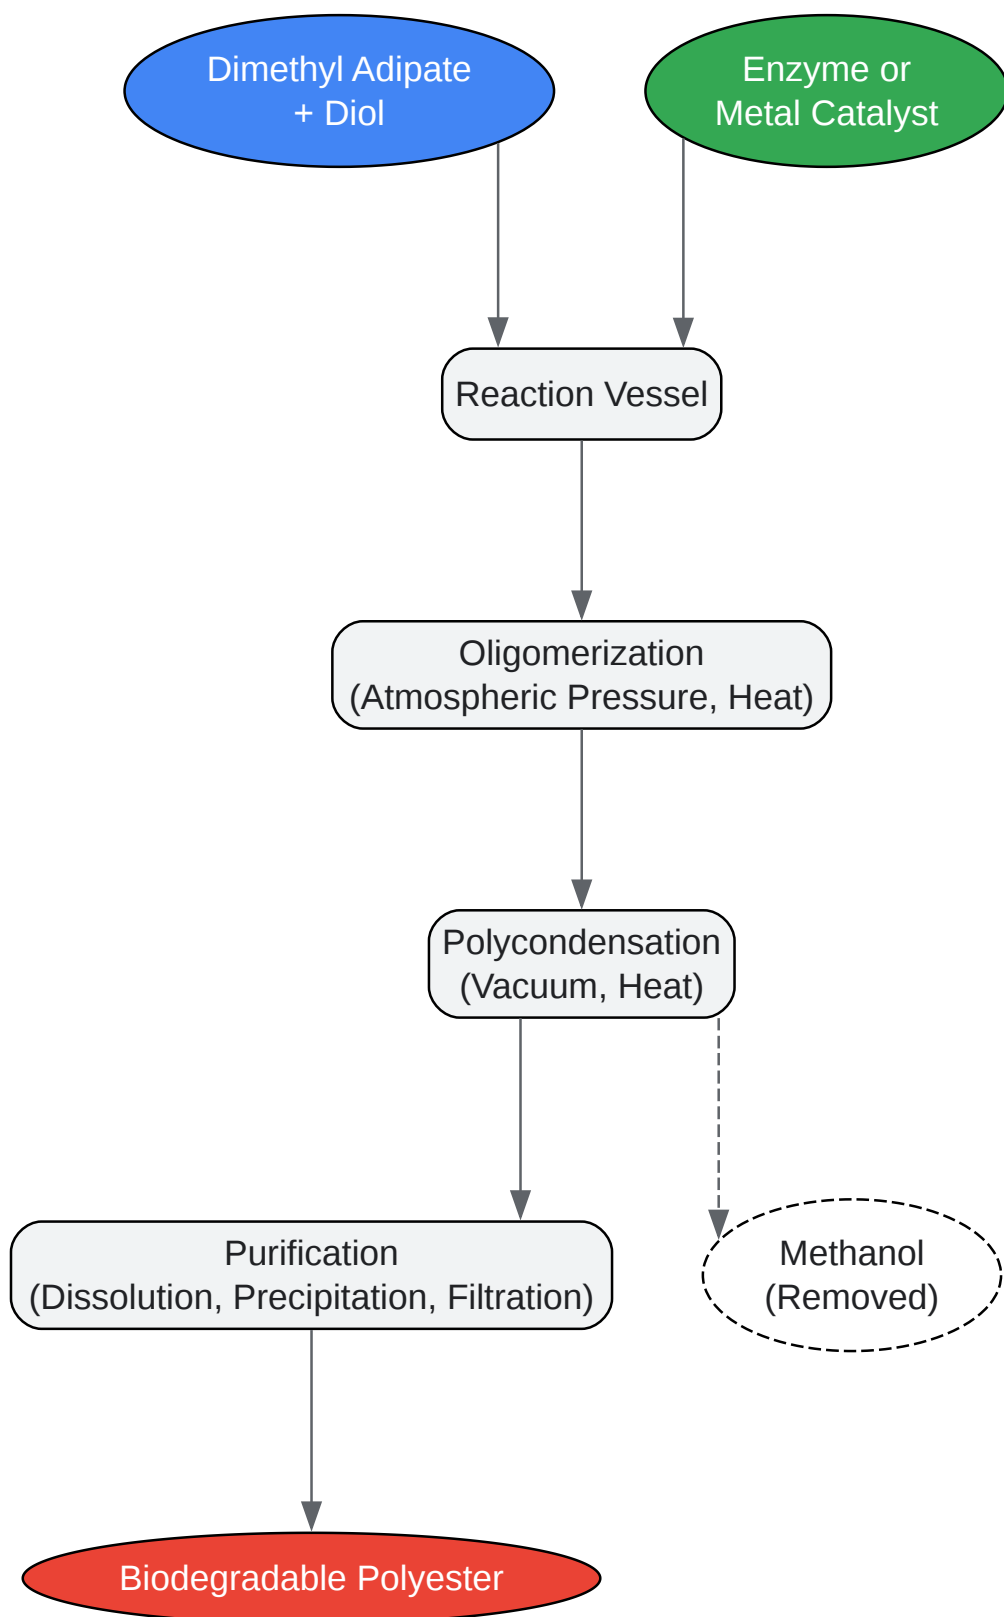 Dimethyl Adipate
+ Diol
Enzyme or
Metal Catalyst
Reaction Vessel
Oligomerization
(Atmospheric Pressure, Heat)
Polycondensation
(Vacuum, Heat)
Purification
(Dissolution, Precipitation, Filtration)
Methanol
(Removed)
Biodegradable Polyester